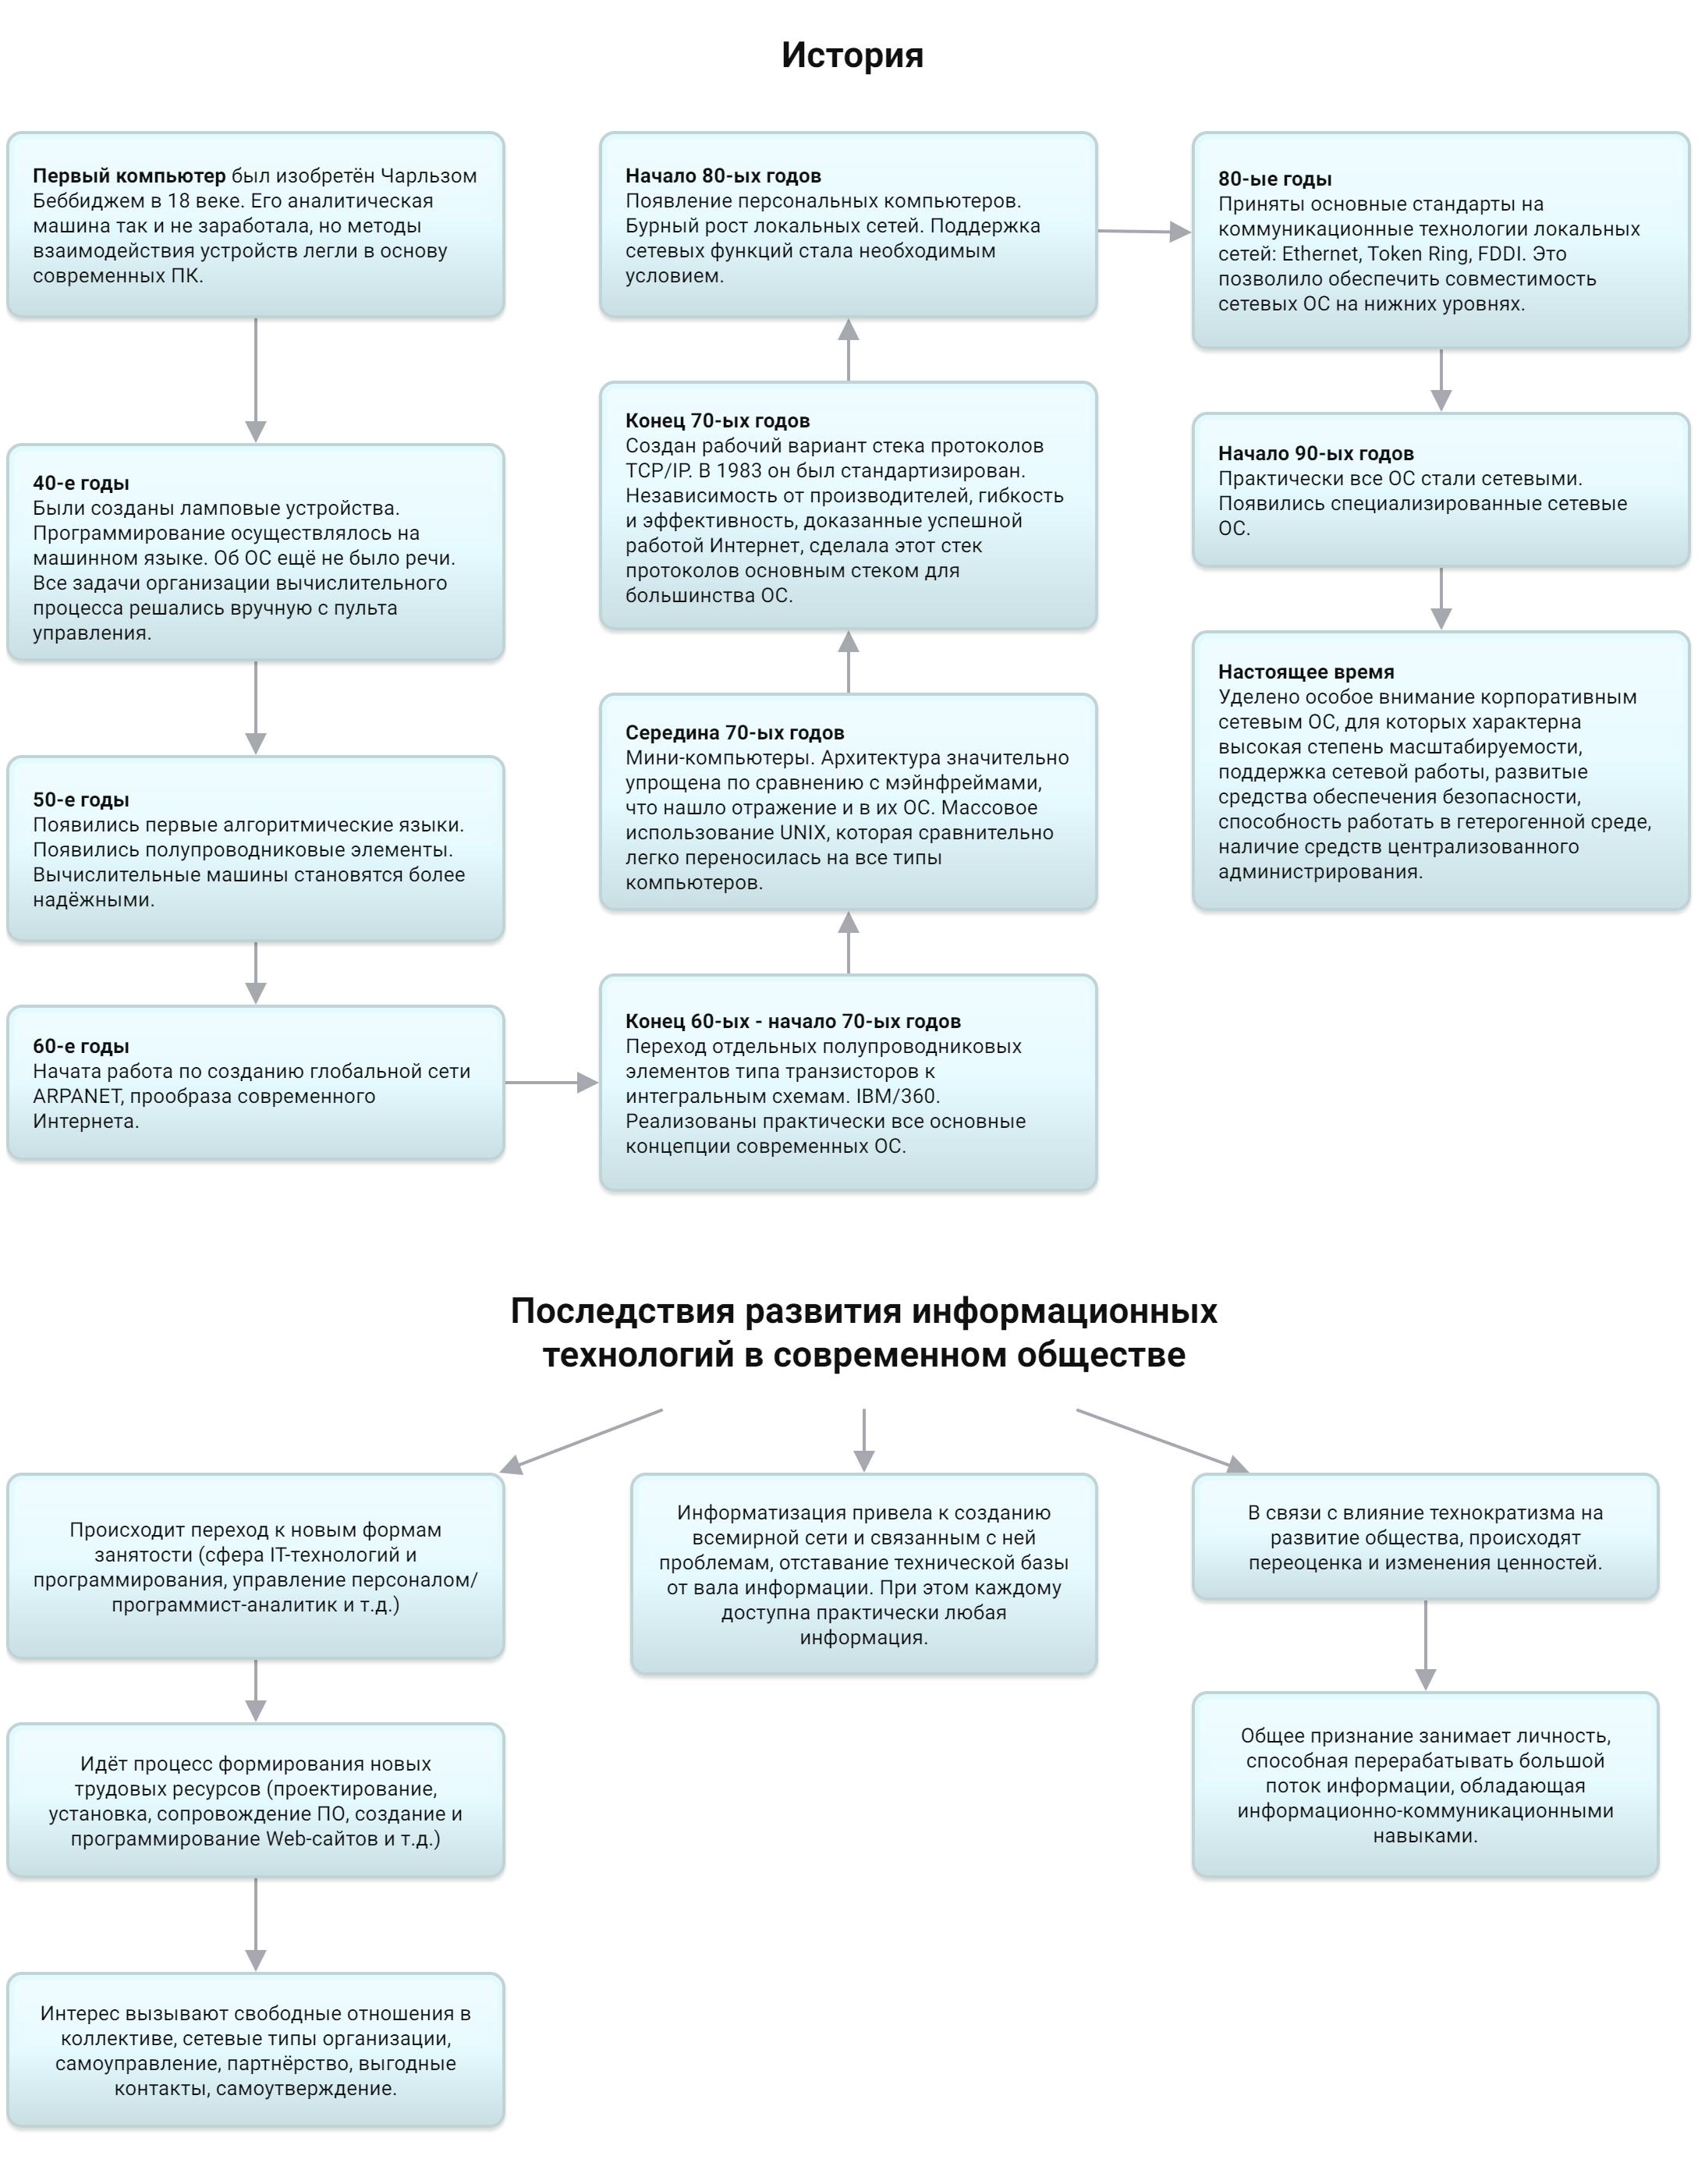 История
Первый компьютер был изобретён Чарльзом
Беббиджем в 18 веке. Его аналитическая
машина так и не заработала, но методы
взаимодействия устройств легли в основу
современных ПК.
40-е годы
Были созданы ламповые устройства.
Программирование осуществлялось на
машинном языке. Об ОС ещё не было речи.
Все задачи организации вычислительного
процесса решались вручную с пульта
управления.
50-е годы
Появились первые алгоритмические языки.
Появились полупроводниковые элементы.
Вычислительные машины становятся более
надёжными.
60-е годы
Начата работа по созданию глобальной сети
ARPANET, прообраза современного
Интернета.
Конец 60-ых - начало 70-ых годов
Переход отдельных полупроводниковых
элементов типа транзисторов к
интегральным схемам. IBM/360.
Реализованы практически все основные
концепции современных ОС.
Середина 70-ых годов
Мини-компьютеры. Архитектура значительно
упрощена по сравнению с мэйнфреймами,
что нашло отражение и в их ОС. Массовое
использование UNIX, которая сравнительно
легко переносилась на все типы
компьютеров.
Конец 70-ых годов
Создан рабочий вариант стека протоколов
TCP/IP. В 1983 он был стандартизирован.
Независимость от производителей, гибкость
и эффективность, доказанные успешной
работой Интернет, сделала этот стек
протоколов основным стеком для
большинства ОС.
Начало 80-ых годов
Появление персональных компьютеров.
Бурный рост локальных сетей. Поддержка
сетевых функций стала необходимым
условием.
80-ые годы
Приняты основные стандарты на
коммуникационные технологии локальных
сетей: Ethernet, Token Ring, FDDI. Это
позволило обеспечить совместимость
сетевых ОС на нижних уровнях.
Начало 90-ых годов
Практически все ОС стали сетевыми.
Появились специализированные сетевые
ОС.
Настоящее время
Уделено особое внимание корпоративным
сетевым ОС, для которых характерна
высокая степень масштабируемости,
поддержка сетевой работы, развитые
средства обеспечения безопасности,
способность работать в гетерогенной среде,
наличие средств централизованного
администрирования.
Последствия развития информационных
технологий в современном обществе
Происходит переход к новым формам
занятости (сфера IT-технологий и
программирования, управление персоналом/
программист-аналитик и т.д.)
Идёт процесс формирования новых
трудовых ресурсов (проектирование,
установка, сопровождение ПО, создание и
программирование Web-сайтов и т.д.)
Интерес вызывают свободные отношения в
коллективе, сетевые типы организации,
самоуправление, партнёрство, выгодные
контакты, самоутверждение.
Информатизация привела к созданию
всемирной сети и связанным с ней
проблемам, отставание технической базы
от вала информации. При этом каждому
доступна практически любая
информация.
В связи с влияние технократизма на
развитие общества, происходят
переоценка и изменения ценностей.
Общее признание занимает личность,
способная перерабатывать большой
поток информации, обладающая
информационно-коммуникационными
навыками.